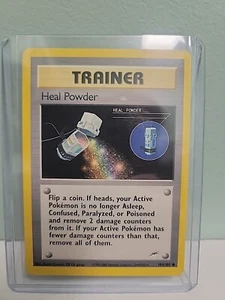 TRAINER
Heal Powder
HEAL POWDER
Flip a coin. If heads, your Active
Pokémon is no longer Asleep,
Confused, Paralyzed, or Poisoned
and remove 2 damage counters
from it. If your Active Pokémon has
fewer damage counters than that,
remove all of them.